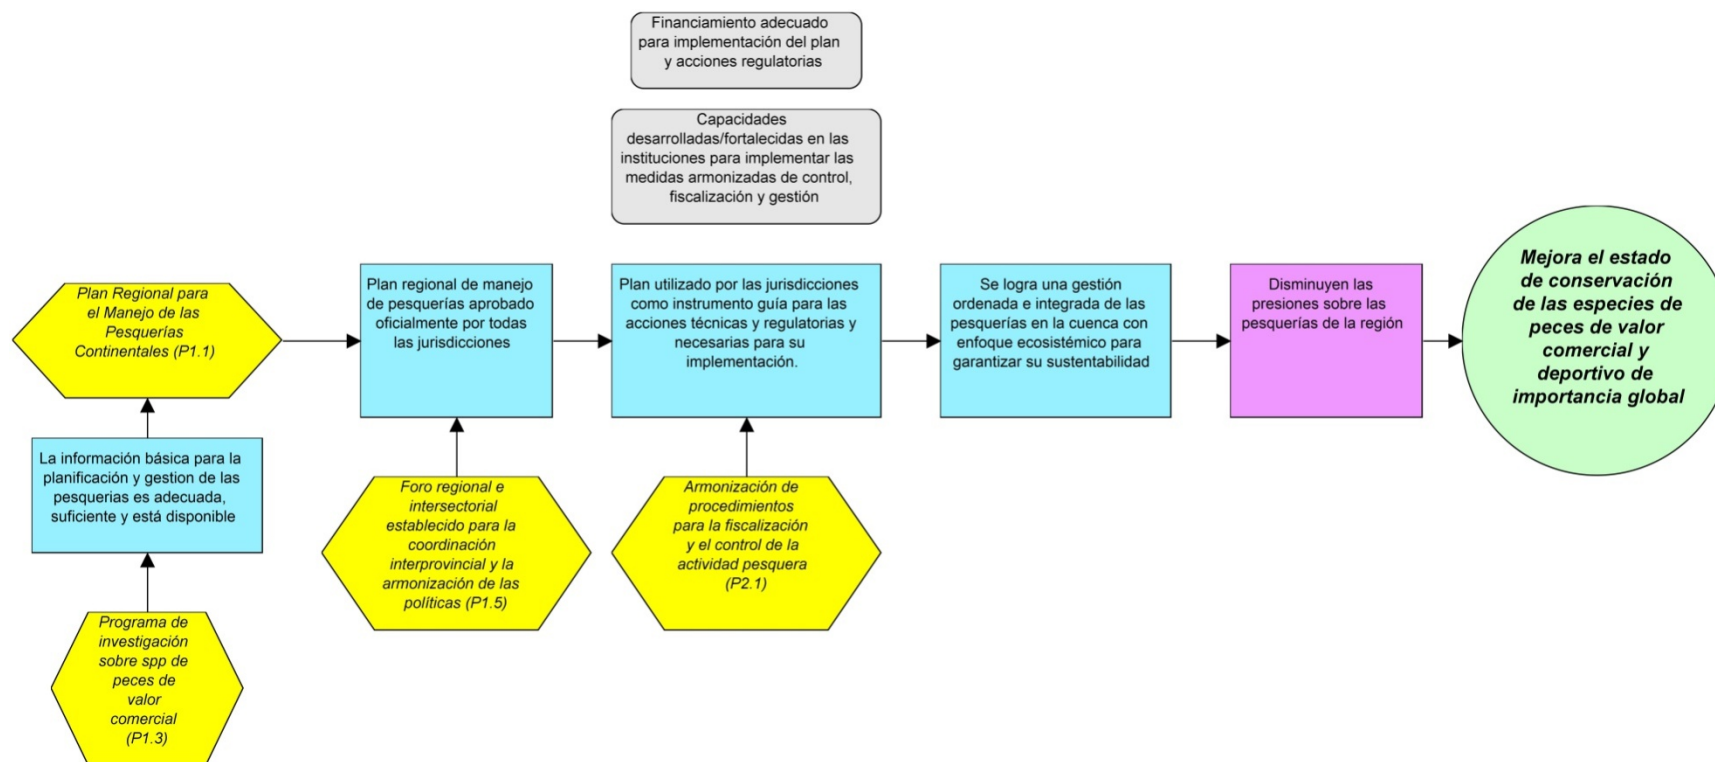 Financiamiento adecuado
para implementación del plan
y acciones regulatorias
Capacidades
desarrolladas/fortalecidas en las
instituciones para implementar las
medidas armonizadas de control,
fiscalización y gestión
Plan Regional para
el Manejo de las
Pesquerías
Continentales (P1.1)
Plan regional de manejo
de pesquerías aprobado
oficialmente por todas
las jurisdicciones
Plan utilizado por las jurisdicciones
como instrumento guía para las
acciones técnicas y regulatorias y
necesarias para su
implementación.
Se logra una gestión
ordenada e integrada de las
pesquerías en la cuenca con
enfoque ecosistémico para
garantizar su sustentabilidad
Disminuyen las
presiones sobre las
pesquerías de la región
Mejora el estado
de conservación
de las especies de
peces de valor
comercial y
deportivo de
importancia global
La información básica para la
planificación y gestion de las
pesquerias es adecuada,
suficiente y está disponible
Foro regional e
intersectorial
establecido para la
coordinación
interprovincial y la
armonización de las
políticas (P1.5)
Armonización de
procedimientos
para la fiscalización
y el control de la
actividad pesquera
(P2.1)
Programa de
investigación
sobre spp de
peces de
valor
comercial
(P1.3)